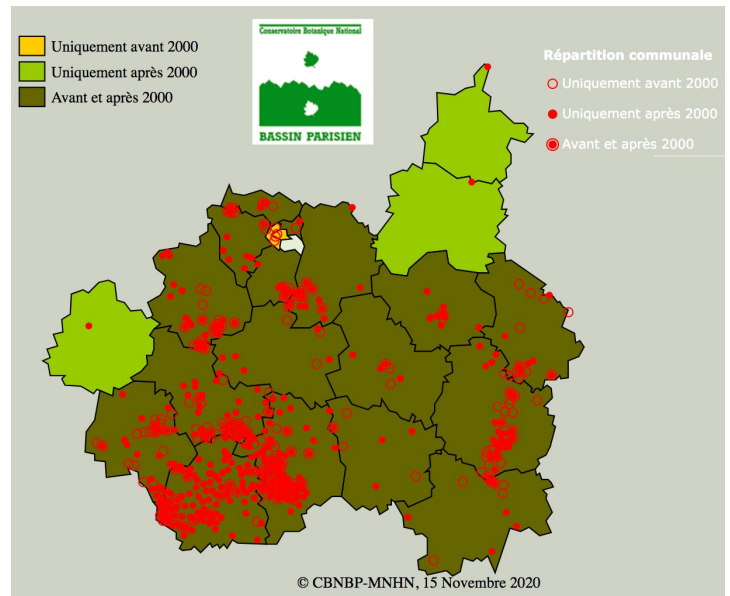 Uniquement avant 2000
Uniquement après 2000
Avant et après 2000
Conservatoire Botanique National
BASSIN PARISIEN
Répartition communale
Uniquement avant 2000
Uniquement après 2000
Avant et après 2000
© CBNBP-MNHN, 15 Novembre 2020